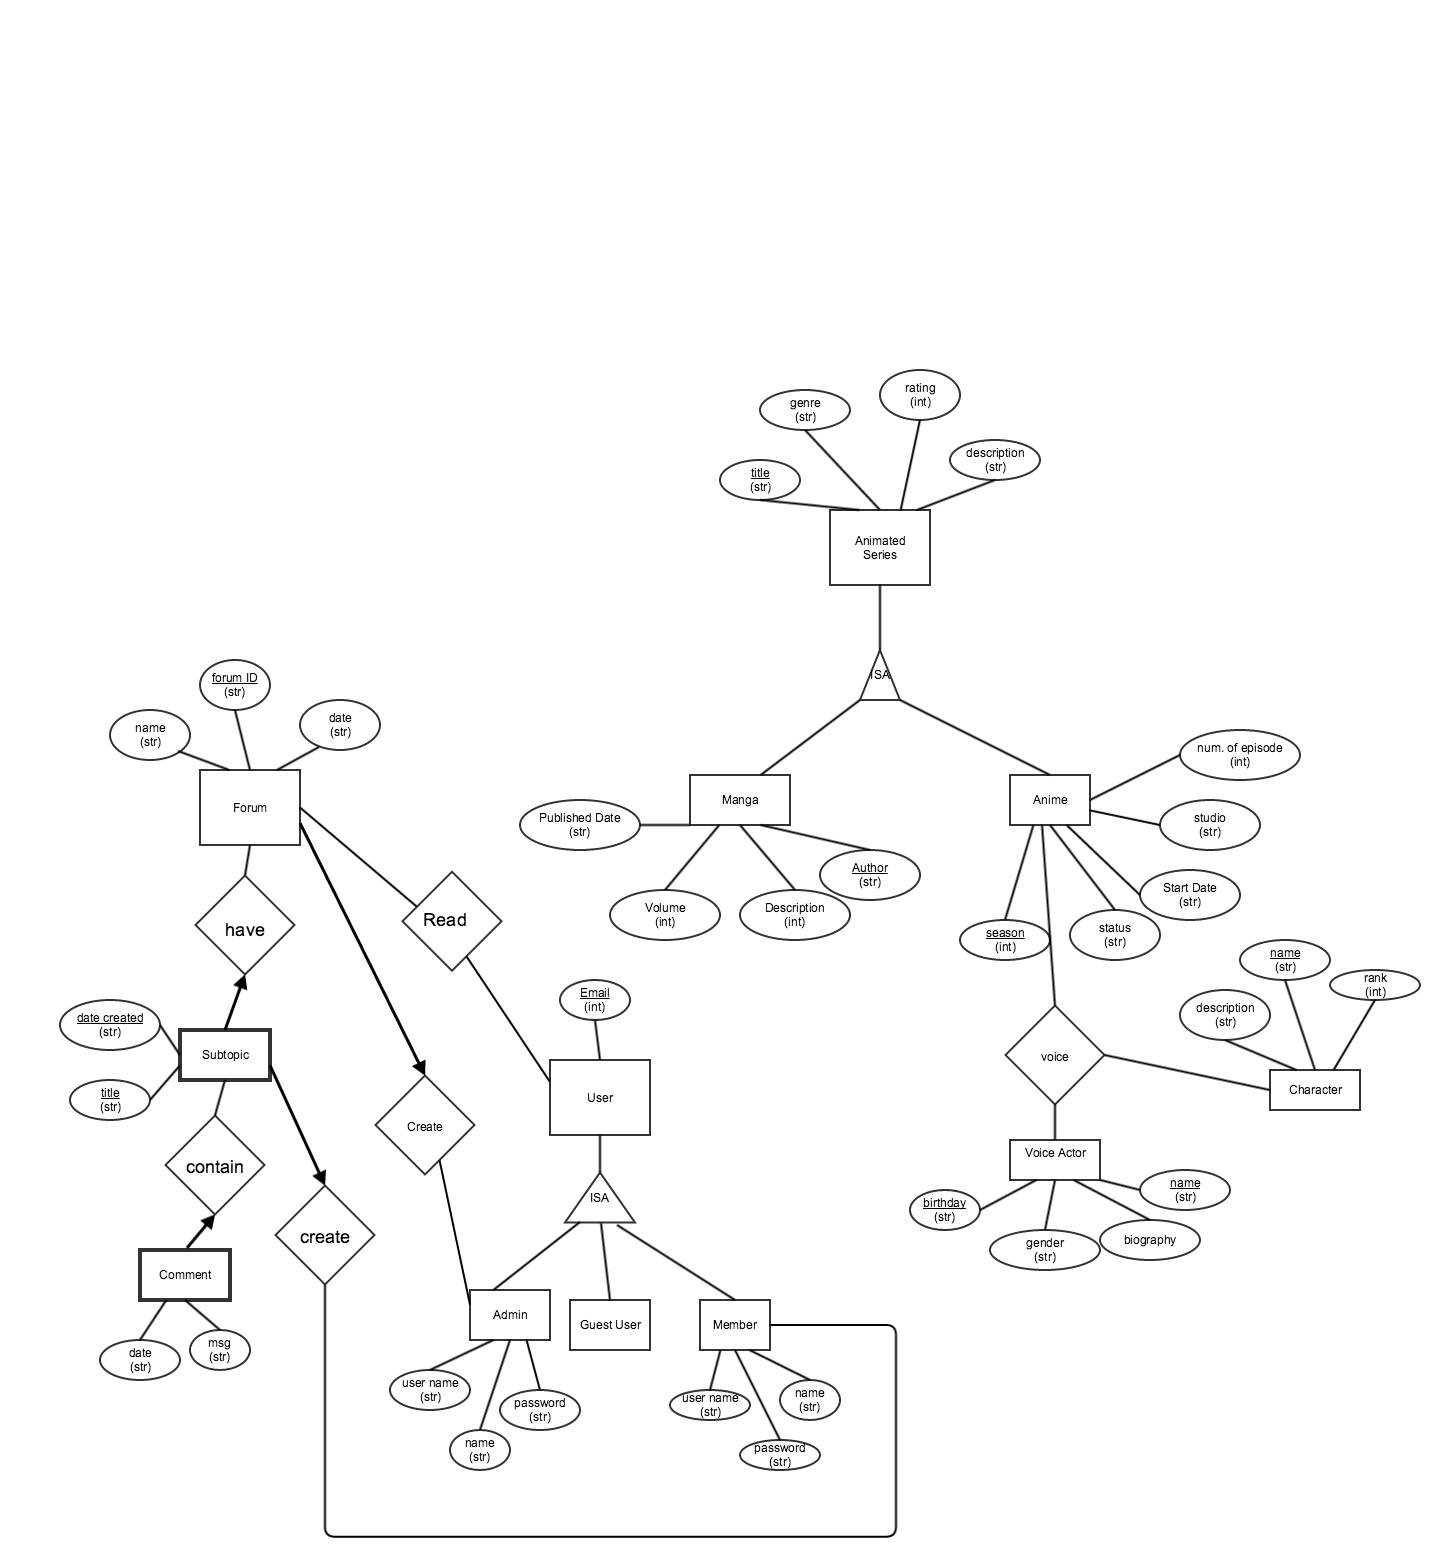 rating
(int)
genre
(str)
description
(str)
title
(str)
Animated
Series
ISA
forum ID
(str)
name
(str)
date
(str)
Forum
num. of episode
(int)
Manga
Anime
Published Date
(str)
studio
(str)
Author
(str)
Start Date
(str)
Volume
(int)
Description
(int)
season
(int)
status
(str)
have
Read
name
(str)
rank
(int)
description
(str)
Email
(int)
date created
(str)
Subtopic
title
(str)
voice
Character
User
Create
contain
Voice Actor
ISA
birthday
(str)
name
(str)
gender
(str)
biography
create
Comment
Admin
Guest User
Member
date
(str)
msg
(str)
user name
(str)
password
(str)
name
(str)
user name
(str)
name
(str)
password
(str)